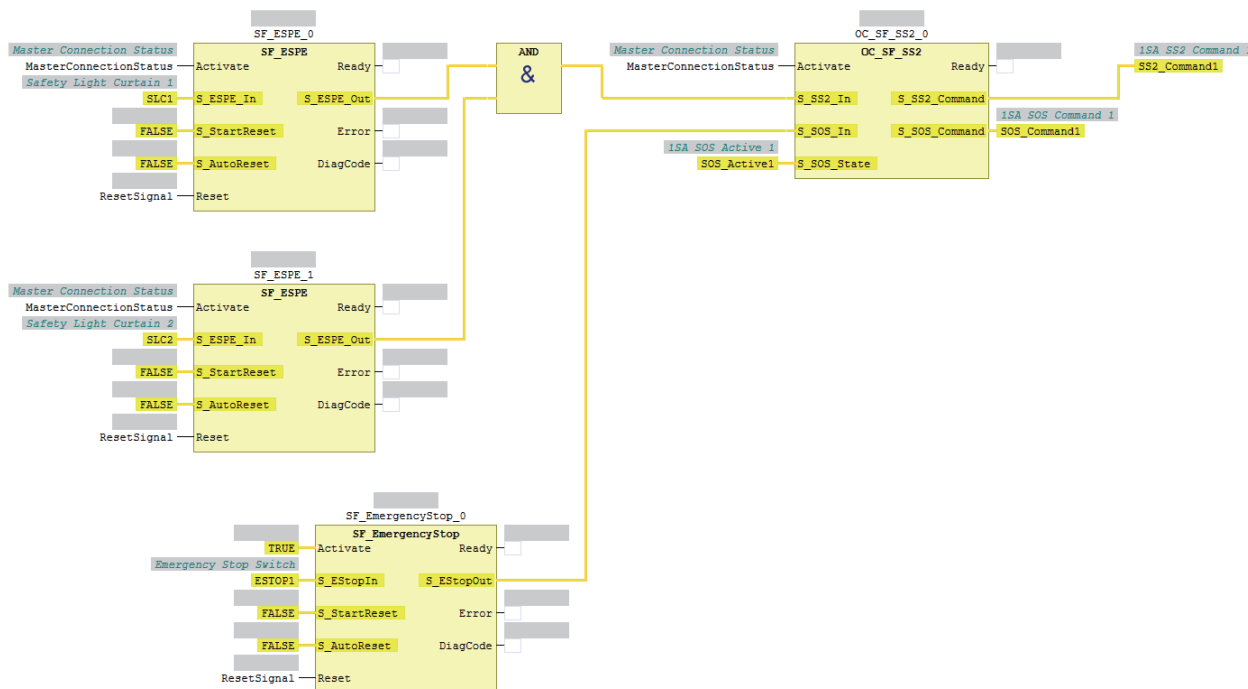 SF_ESPE_0
Master Connection Status
SF_ESPE
MasterConnectionStatus
Activate
Ready
Safety Light Curtain 1
SLC1
S_ESPE_In
S_ESPE_Out
FALSE
S_StartReset
Error
FALSE
S_AutoReset
DiagCode
ResetSignal
Reset
AND
&
OC_SF_SS2_0
Master Connection Status
OC_SF_SS2
MasterConnectionStatus
Activate
Ready
1SA SS2 Command
SS2_Command1
S_SS2_In
S_SS2_Command
1SA SOS Command 1
S_SOS_In
S_SOS_Command
SOS_Command1
1SA SOS Active 1
SOS_Active1
S_SOS_State
SF_ESPE_1
Master Connection Status
SF_ESPE
MasterConnectionStatus
Activate
Ready
Safety Light Curtain 2
SLC2
S_ESPE_In
S_ESPE_Out
FALSE
S_StartReset
Error
FALSE
S_AutoReset
DiagCode
ResetSignal
Reset
SF_EmergencyStop_0
SF_EmergencyStop
TRUE
Activate
Ready
Emergency Stop Switch
ESTOP1
S_EStopIn
S_EStopOut
FALSE
S_StartReset
Error
FALSE
S_AutoReset
DiagCode
ResetSignal
Reset